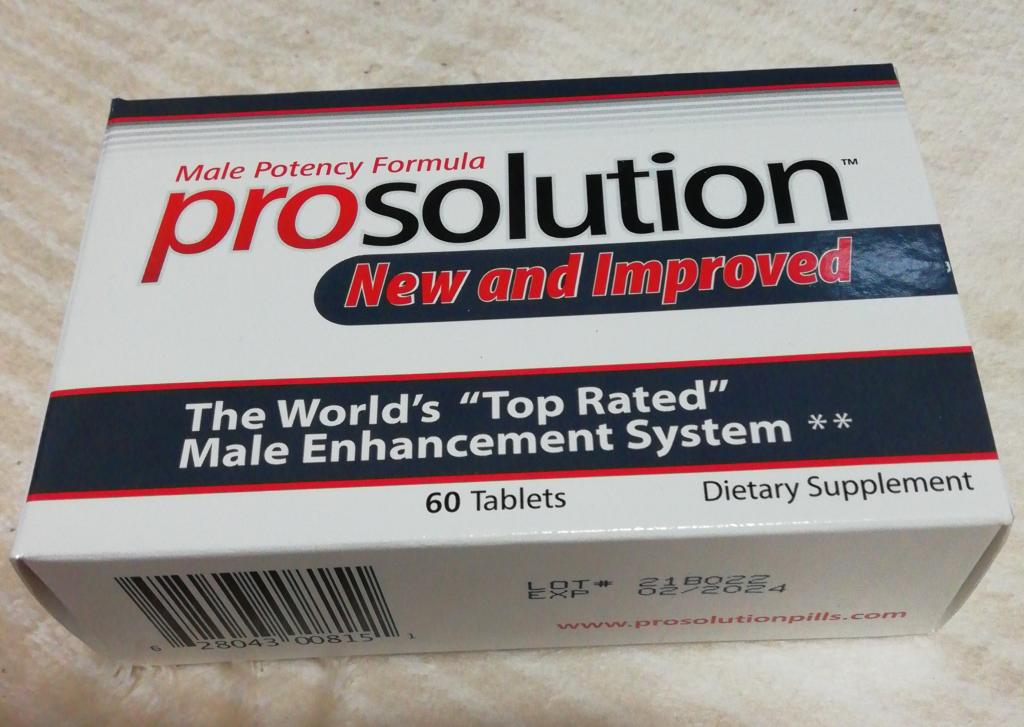 Male Potency Formula
prosolution™
New and Improved
The World's "Top Rated"
Male Enhancement System **
60 Tablets
Dietary Supplement
LOT# 21B022
EXP 02/2024
www.prosolutionpills.com
6 28043 00815 1